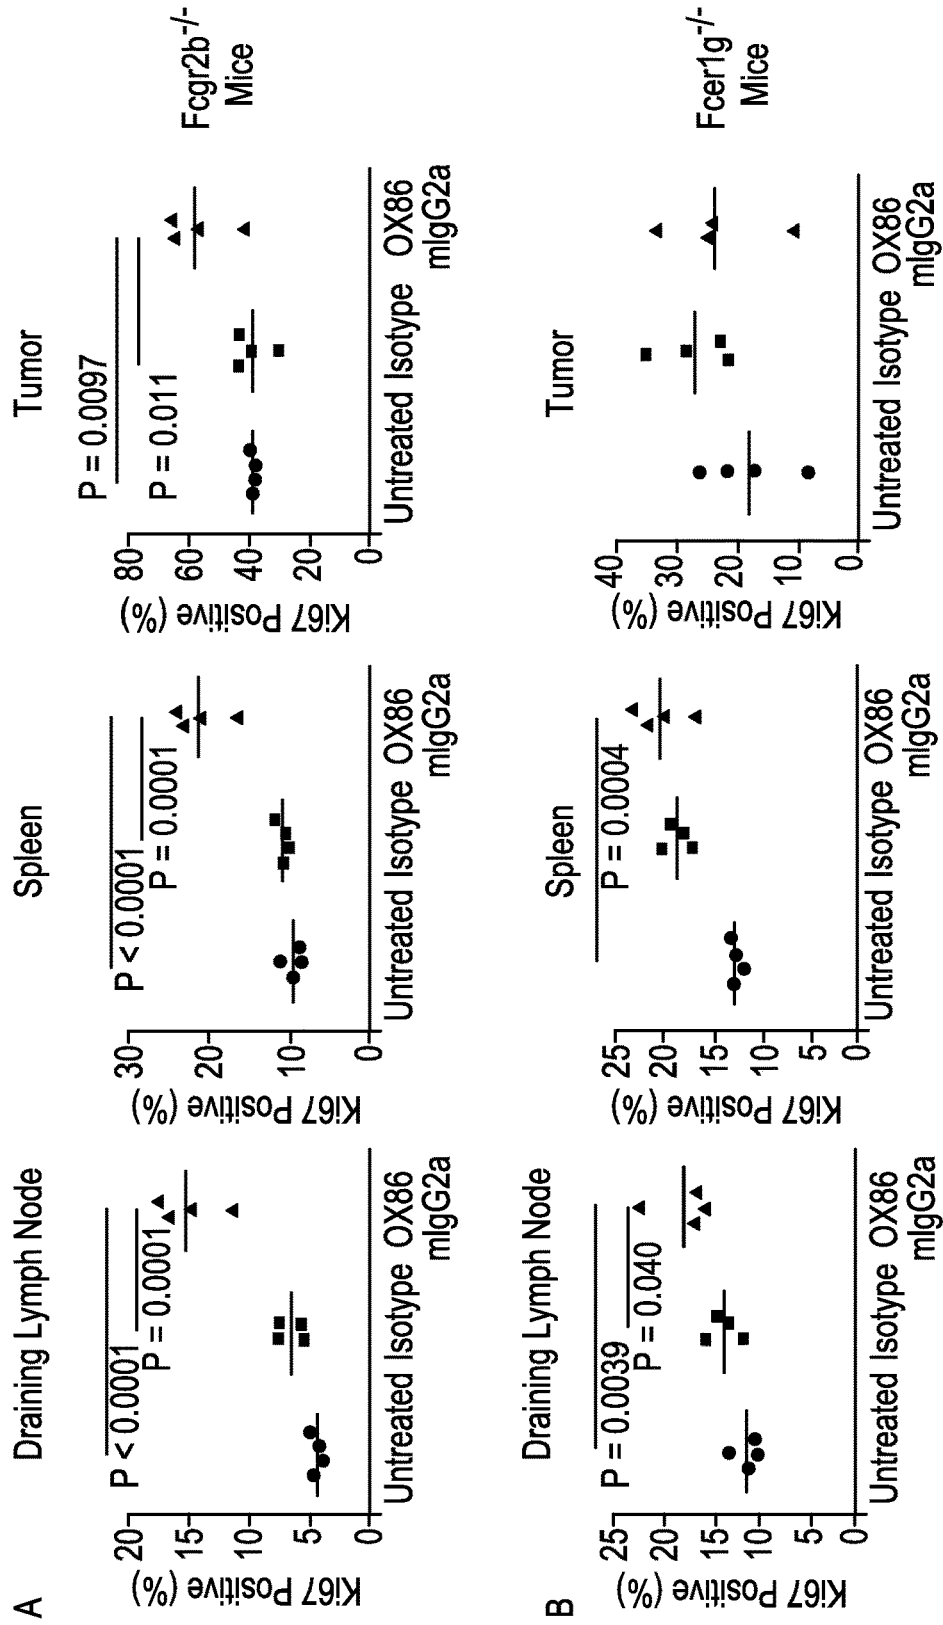 A
Draining Lymph Node
Spleen
Tumor
Ki67 Positive (%)
20
15
10
5
0
P < 0.0001
P = 0.0001
Untreated Isotype OX86
mIgG2a
Ki67 Positive (%)
30
20
10
0
P < 0.0001
P = 0.0001
Untreated Isotype OX86
mIgG2a
Ki67 Positive (%)
80
60
40
20
0
P = 0.0097
P = 0.011
Untreated Isotype OX86
mIgG2a
Fcgr2b-/-
Mice
B
Draining Lymph Node
Spleen
Tumor
Ki67 Positive (%)
25
20
15
10
5
0
P = 0.0039
P = 0.040
Untreated Isotype OX86
mIgG2a
Ki67 Positive (%)
25
20
15
10
5
0
P = 0.0004
Untreated Isotype OX86
mIgG2a
Ki67 Positive (%)
40
30
20
10
0
Untreated Isotype OX86
mIgG2a
Fcer1g-/-
Mice